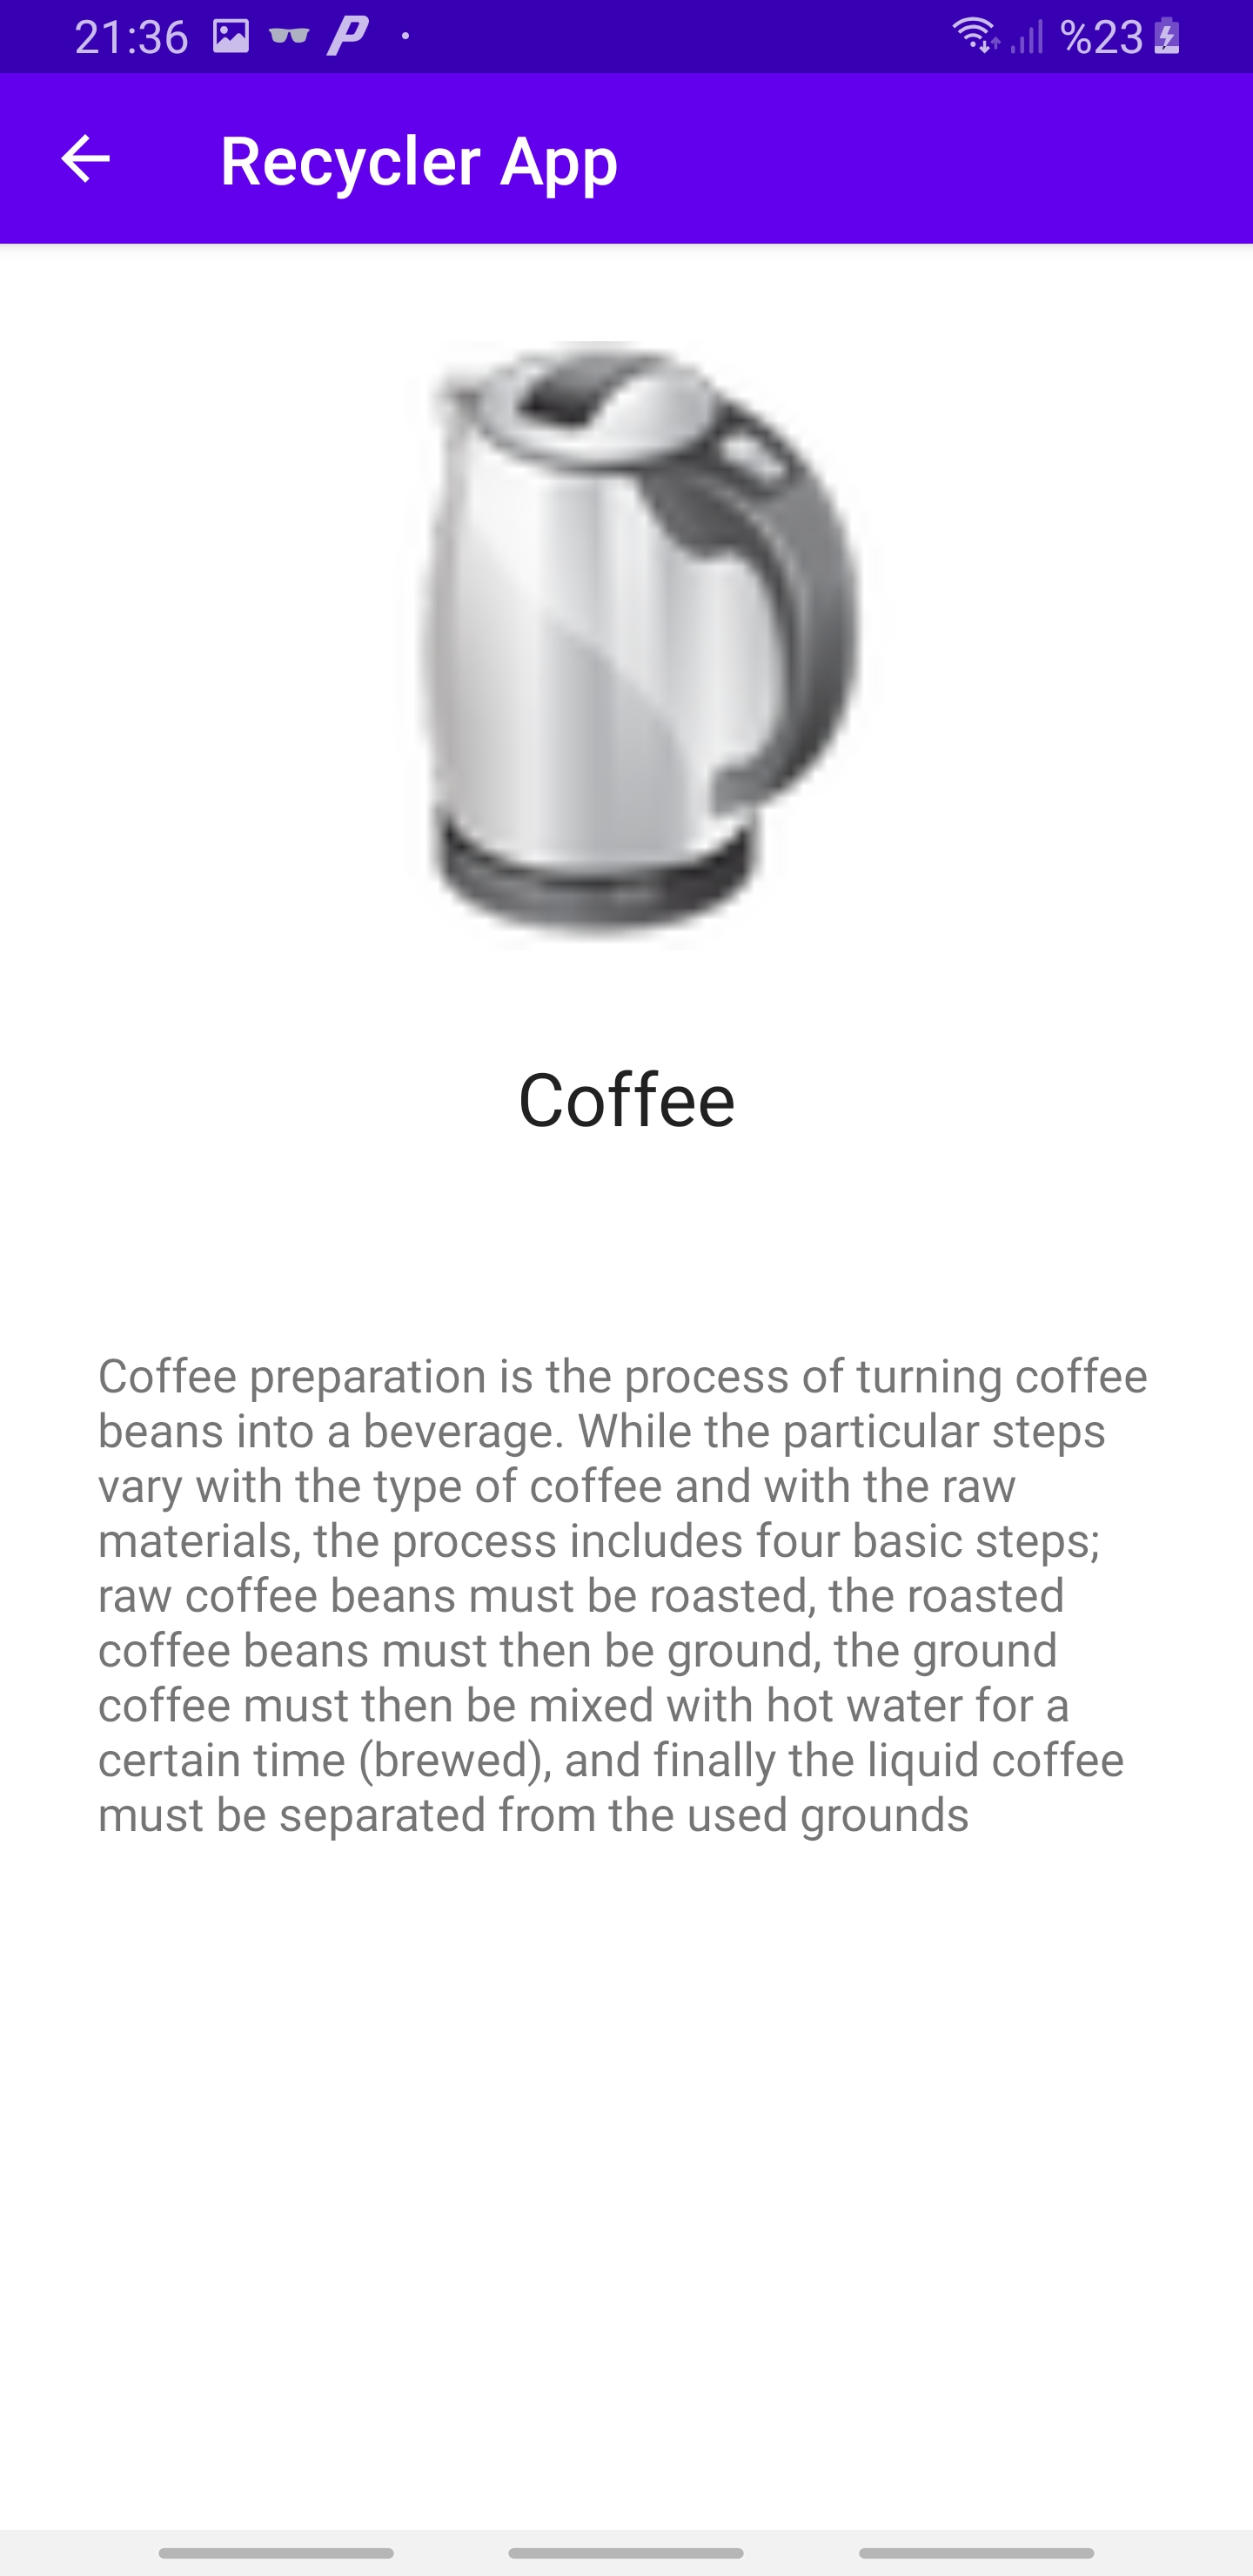 21:36 %23
Recycler App
Coffee
Coffee preparation is the process of turning coffee
beans into a beverage. While the particular steps
vary with the type of coffee and with the raw
materials, the process includes four basic steps;
raw coffee beans must be roasted, the roasted
coffee beans must then be ground, the ground
coffee must then be mixed with hot water for a
certain time (brewed), and finally the liquid coffee
must be separated from the used grounds